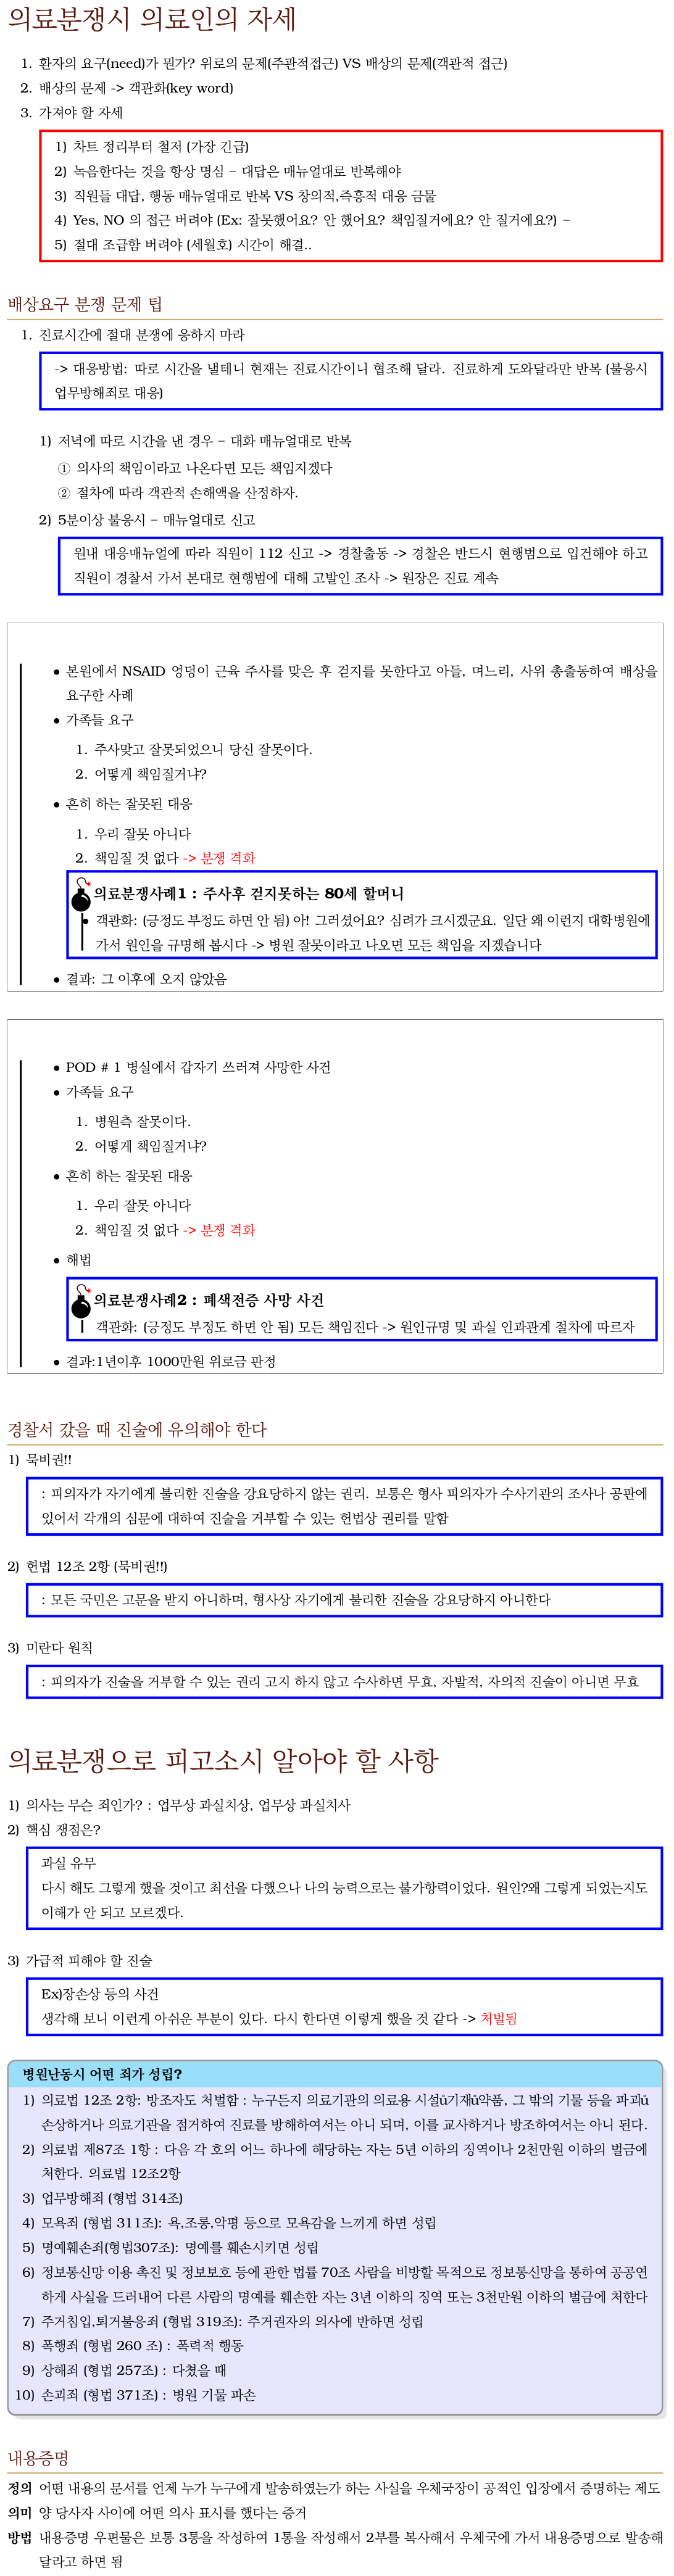 의료분쟁시 의료인의 자세
1. 환자의 요구(need)가 뭔가? 위로의 문제(주관적접근) VS 배상의 문제(객관적 접근)
2. 배상의 문제 -> 객관화(key word)
3. 가져야 할 자세
1) 차트 정리부터 철저 (가장 긴급)
2) 녹음한다는 것을 항상 명심 – 대답은 매뉴얼대로 반복해야
3) 직원들 대답, 행동 매뉴얼대로 반복 VS 창의적,즉흥적 대응 금물
4) Yes, NO 의 접근 버려야 (Ex: 잘못했어요? 안 했어요? 책임질거에요? 안 질거에요?) –
5) 절대 조급함 버려야 (세월호) 시간이 해결..
배상요구 분쟁 문제 팁
1. 진료시간에 절대 분쟁에 응하지 마라
-> 대응방법: 따로 시간을 낼테니 현재는 진료시간이니 협조해 달라. 진료하게 도와달라만 반복 (불응시
업무방해죄로 대응)
1) 저녁에 따로 시간을 낸 경우 – 대화 매뉴얼대로 반복
① 의사의 책임이라고 나온다면 모든 책임지겠다
② 절차에 따라 객관적 손해액을 산정하자.
2) 5분이상 불응시 – 매뉴얼대로 신고
원내 대응매뉴얼에 따라 직원이 112 신고 -> 경찰출동 -> 경찰은 반드시 현행범으로 입건해야 하고
직원이 경찰서 가서 본대로 현행범에 대해 고발인 조사 -> 원장은 진료 계속
• 본원에서 NSAID 엉덩이 근육 주사를 맞은 후 걷지를 못한다고 아들, 며느리, 사위 총출동하여 배상을
요구한 사례
• 가족들 요구
1. 주사맞고 잘못되었으니 당신 잘못이다.
2. 어떻게 책임질거냐?
• 흔히 하는 잘못된 대응
1. 우리 잘못 아니다
2. 책임질 것 없다 -> 분쟁 격화
의료분쟁사례1 : 주사후 걷지못하는 80세 할머니
• 객관화: (긍정도 부정도 하면 안 됨) 아! 그러셨어요? 심려가 크시겠군요. 일단 왜 이런지 대학병원에
가서 원인을 규명해 봅시다 -> 병원 잘못이라고 나오면 모든 책임을 지겠습니다
• 결과: 그 이후에 오지 않았음
• POD # 1 병실에서 갑자기 쓰러져 사망한 사건
• 가족들 요구
1. 병원측 잘못이다.
2. 어떻게 책임질거냐?
• 흔히 하는 잘못된 대응
1. 우리 잘못 아니다
2. 책임질 것 없다 -> 분쟁 격화
• 해법
의료분쟁사례2 : 폐색전증 사망 사건
객관화: (긍정도 부정도 하면 안 됨) 모든 책임진다 -> 원인규명 및 과실 인과관계 절차에 따르자
• 결과:1년이후 1000만원 위로금 판정
경찰서 갔을 때 진술에 유의해야 한다
1) 묵비권!!
: 피의자가 자기에게 불리한 진술을 강요당하지 않는 권리. 보통은 형사 피의자가 수사기관의 조사나 공판에
있어서 각개의 심문에 대하여 진술을 거부할 수 있는 헌법상 권리를 말함
2) 헌법 12조 2항 (묵비권!!)
: 모든 국민은 고문을 받지 아니하며, 형사상 자기에게 불리한 진술을 강요당하지 아니한다
3) 미란다 원칙
: 피의자가 진술을 거부할 수 있는 권리 고지 하지 않고 수사하면 무효, 자발적, 자의적 진술이 아니면 무효
의료분쟁으로 피고소시 알아야 할 사항
1) 의사는 무슨 죄인가? : 업무상 과실치상, 업무상 과실치사
2) 핵심 쟁점은?
과실 유무
다시 해도 그렇게 했을 것이고 최선을 다했으나 나의 능력으로는 불가항력이었다. 원인?왜 그렇게 되었는지도
이해가 안 되고 모르겠다.
3) 가급적 피해야 할 진술
Ex)장손상 등의 사건
생각해 보니 이런게 아쉬운 부분이 있다. 다시 한다면 이렇게 했을 것 같다 -> 처벌됨
병원난동시 어떤 죄가 성립?
1) 의료법 12조 2항: 방조자도 처벌함 : 누구든지 의료기관의 의료용 시설ů기재ů약품, 그 밖의 기물 등을 파괴ů
손상하거나 의료기관을 점거하여 진료를 방해하여서는 아니 되며, 이를 교사하거나 방조하여서는 아니 된다.
2) 의료법 제87조 1항 : 다음 각 호의 어느 하나에 해당하는 자는 5년 이하의 징역이나 2천만원 이하의 벌금에
처한다. 의료법 12조2항
3) 업무방해죄 (형법 314조)
4) 모욕죄 (형법 311조): 욕,조롱,악평 등으로 모욕감을 느끼게 하면 성립
5) 명예훼손죄(형법307조): 명예를 훼손시키면 성립
6) 정보통신망 이용 촉진 및 정보보호 등에 관한 법률 70조 사람을 비방할 목적으로 정보통신망을 통하여 공공연
하게 사실을 드러내어 다른 사람의 명예를 훼손한 자는 3년 이하의 징역 또는 3천만원 이하의 벌금에 처한다
7) 주거침입,퇴거불응죄 (형법 319조): 주거권자의 의사에 반하면 성립
8) 폭행죄 (형법 260 조) : 폭력적 행동
9) 상해죄 (형법 257조) : 다쳤을 때
10) 손괴죄 (형법 371조) : 병원 기물 파손
내용증명
정의 어떤 내용의 문서를 언제 누가 누구에게 발송하였는가 하는 사실을 우체국장이 공적인 입장에서 증명하는 제도
의미 양 당사자 사이에 어떤 의사 표시를 했다는 증거
방법 내용증명 우편물은 보통 3통을 작성하여 1통을 작성해서 2부를 복사해서 우체국에 가서 내용증명으로 발송해
달라고 하면 됨